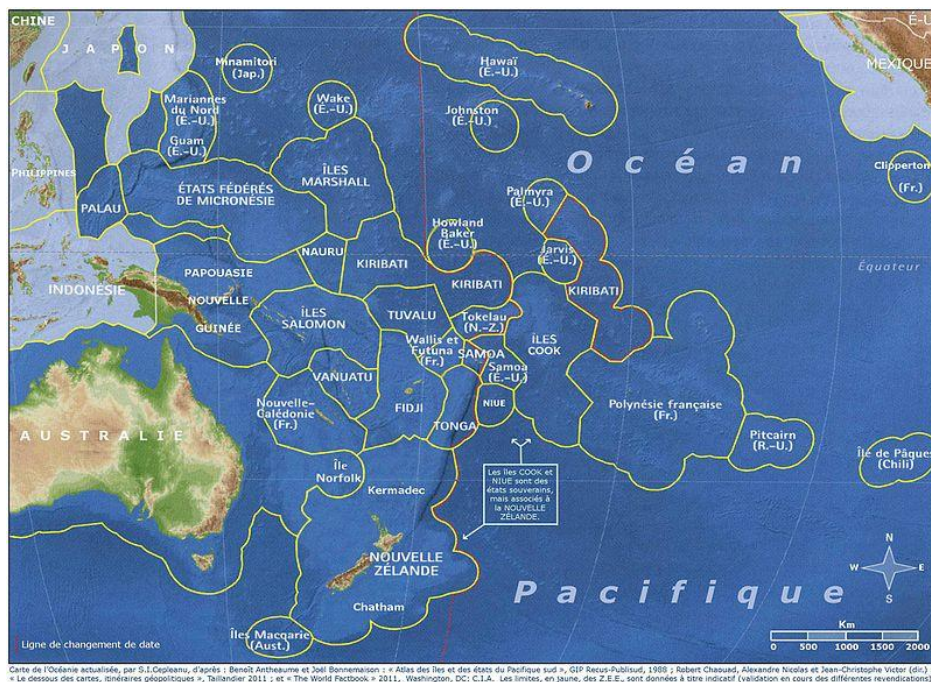 CHINE
É-U
J A P O N
Minamitori
(Jap.)
Hawaï
(É.-U.)
MEXIQUE
Mariannes
du Nord
(É.-U.)
Guam
(É.-U.)
Wake
(É.-U.)
Johnston
(É.-U.)
Océan
PHILIPPINES
PALAU
ÉTATS FÉDÉRÉS
DE MICRONÉSIE
ÎLES
MARSHALL
Palmyra
(É.-U.)
Clipperton
(Fr.)
Howland
Baker
(É.-U.)
Jarvis
(É.-U.)
NAURU
KIRIBATI
KIRIBATI
KIRIBATI
Équateur
INDONÉSIE
PAPOUASIE
NOUVELLE
GUINÉE
ÎLES
SALOMON
TUVALU
Tokelau
(N.-Z.)
ÎLES
COOK
Wallis et
Futuna
(Fr.)
SAMOA
Samoa
(É.-U.)
VANUATU
FIDJI
NIUE
TONGA
Nouvelle-
Calédonie
(Fr.)
Polynésie française
(Fr.)
Pitcairn
(R.-U.)
Île de Pâques
(Chili)
AUSTRALIE
Île
Norfolk
Kermadec
Les îles COOK et
NIUE sont des
états souverains,
mais associés à
la NOUVELLE
ZÉLANDE.
NOUVELLE
ZÉLANDE
Chatham
Îles Macqarie
(Aust.)
Pacifique
N
W
E
S
Km
0 500 1000 1500 2000
Ligne de changement de date
Carte de l'Océanie actualisée, par S.I.Cepleanu, d'après : Benoît Antheaume et Joël Bonnemaison : « Atlas des îles et des états du Pacifique sud », GIP Recus-Publisud, 1988 ; Robert Chaouad, Alexandre Nicolas et Jean-Christophe Victor (dir.) :
« Le dessous des cartes, itinéraires géopolitiques », Taillandier 2011 ; et « The World Factbook » 2011, Washington, DC: C.I.A. Les limites, en jaune, des Z.E.E., sont données à titre indicatif (validation en cours des différentes revendications)